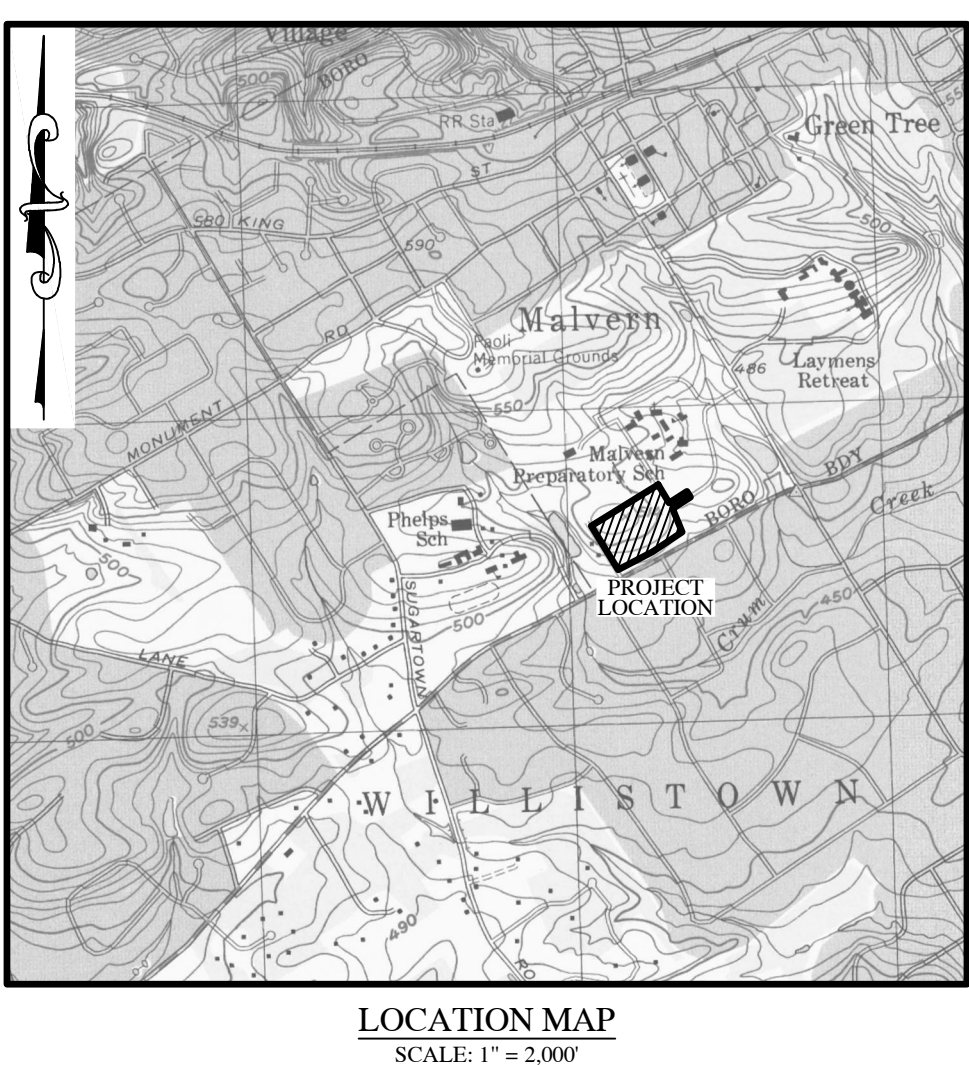 Village
500
BORO
RR Sta
Green Tree
ST
580 KING
590
500
Malvern
RD
Paoli
Memorial Grounds
486
Laymens
Retreat
550
MONUMENT
Malvern
Preparatory Sch
BDY
BORO
Creek
Phelps
Sch
500
PROJECT
LOCATION
SUGARTOWN
450
Crum
500
LANE
539
500
WILLISTOWN
490
RD
LOCATION MAP
SCALE: 1" = 2,000'